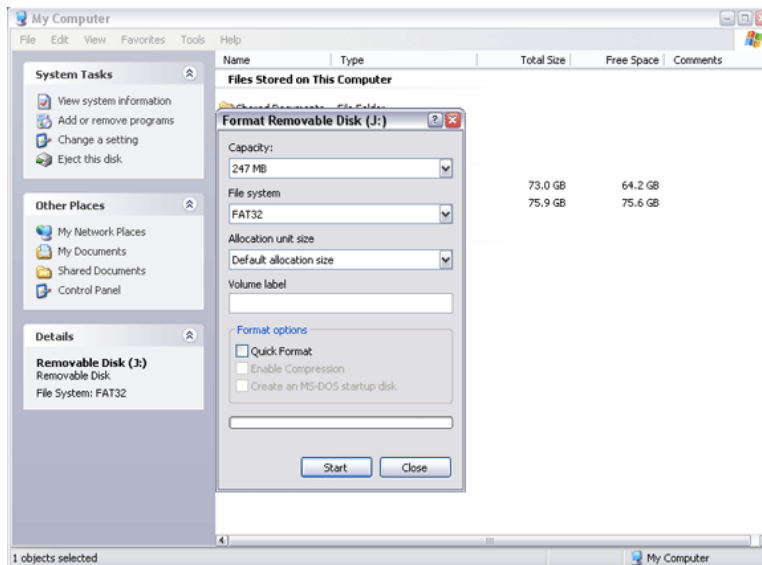 My Computer
File Edit View Favorites Tools Help
Name Type Total Size Free Space Comments
System Tasks
View system information
Add or remove programs
Change a setting
Eject this disk
Other Places
My Network Places
My Documents
Shared Documents
Control Panel
Details
Removable Disk (J:)
Removable Disk
File System: FAT32
Files Stored on This Computer
Shared Documents File Folder
73.0 GB 64.2 GB
75.9 GB 75.6 GB
Format Removable Disk (J:)
Capacity:
247 MB
File system
FAT32
Allocation unit size
Default allocation size
Volume label
Format options
Quick Format
Enable Compression
Create an MS-DOS startup disk
Start Close
1 objects selected My Computer